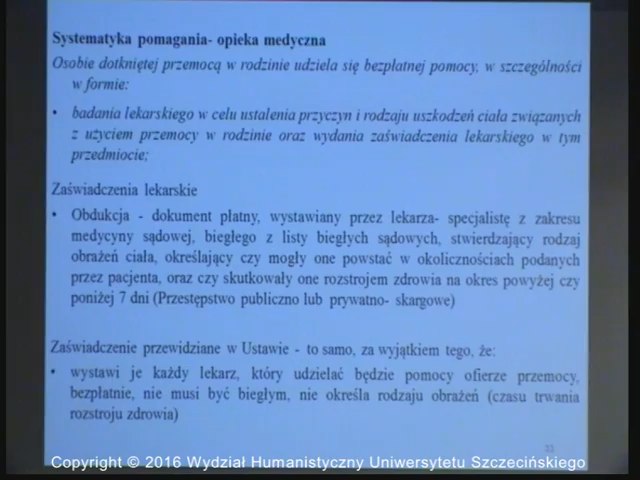 Systematyka pomagania- opieka medyczna
Osobie dotkniętej przemocą w rodzinie udziela się bezpłatnej pomocy, w szczególności
w formie:
• badania lekarskiego w celu ustalenia przyczyn i rodzaju uszkodzeń ciała związanych
z użyciem przemocy w rodzinie oraz wydania zaświadczenia lekarskiego w tym
przedmiocie;
Zaświadczenia lekarskie
• Obdukcja - dokument płatny, wystawiany przez lekarza- specjalistę z zakresu
medycyny sądowej, biegłego z listy biegłych sądowych, stwierdzający rodzaj
obrażeń ciała, określający czy mogły one powstać w okolicznościach podanych
przez pacjenta, oraz czy skutkowały one rozstrojem zdrowia na okres powyżej czy
poniżej 7 dni (Przestępstwo publiczno lub prywatno- skargowe)
Zaświadczenie przewidziane w Ustawie - to samo, za wyjątkiem tego, że:
• wystawi je każdy lekarz, który udzielać będzie pomocy ofierze przemocy,
bezpłatnie, nie musi być biegłym, nie określa rodzaju obrażeń (czasu trwania
rozstroju zdrowia)
Copyright © 2016 Wydział Humanistyczny Uniwersytetu Szczecińskiego